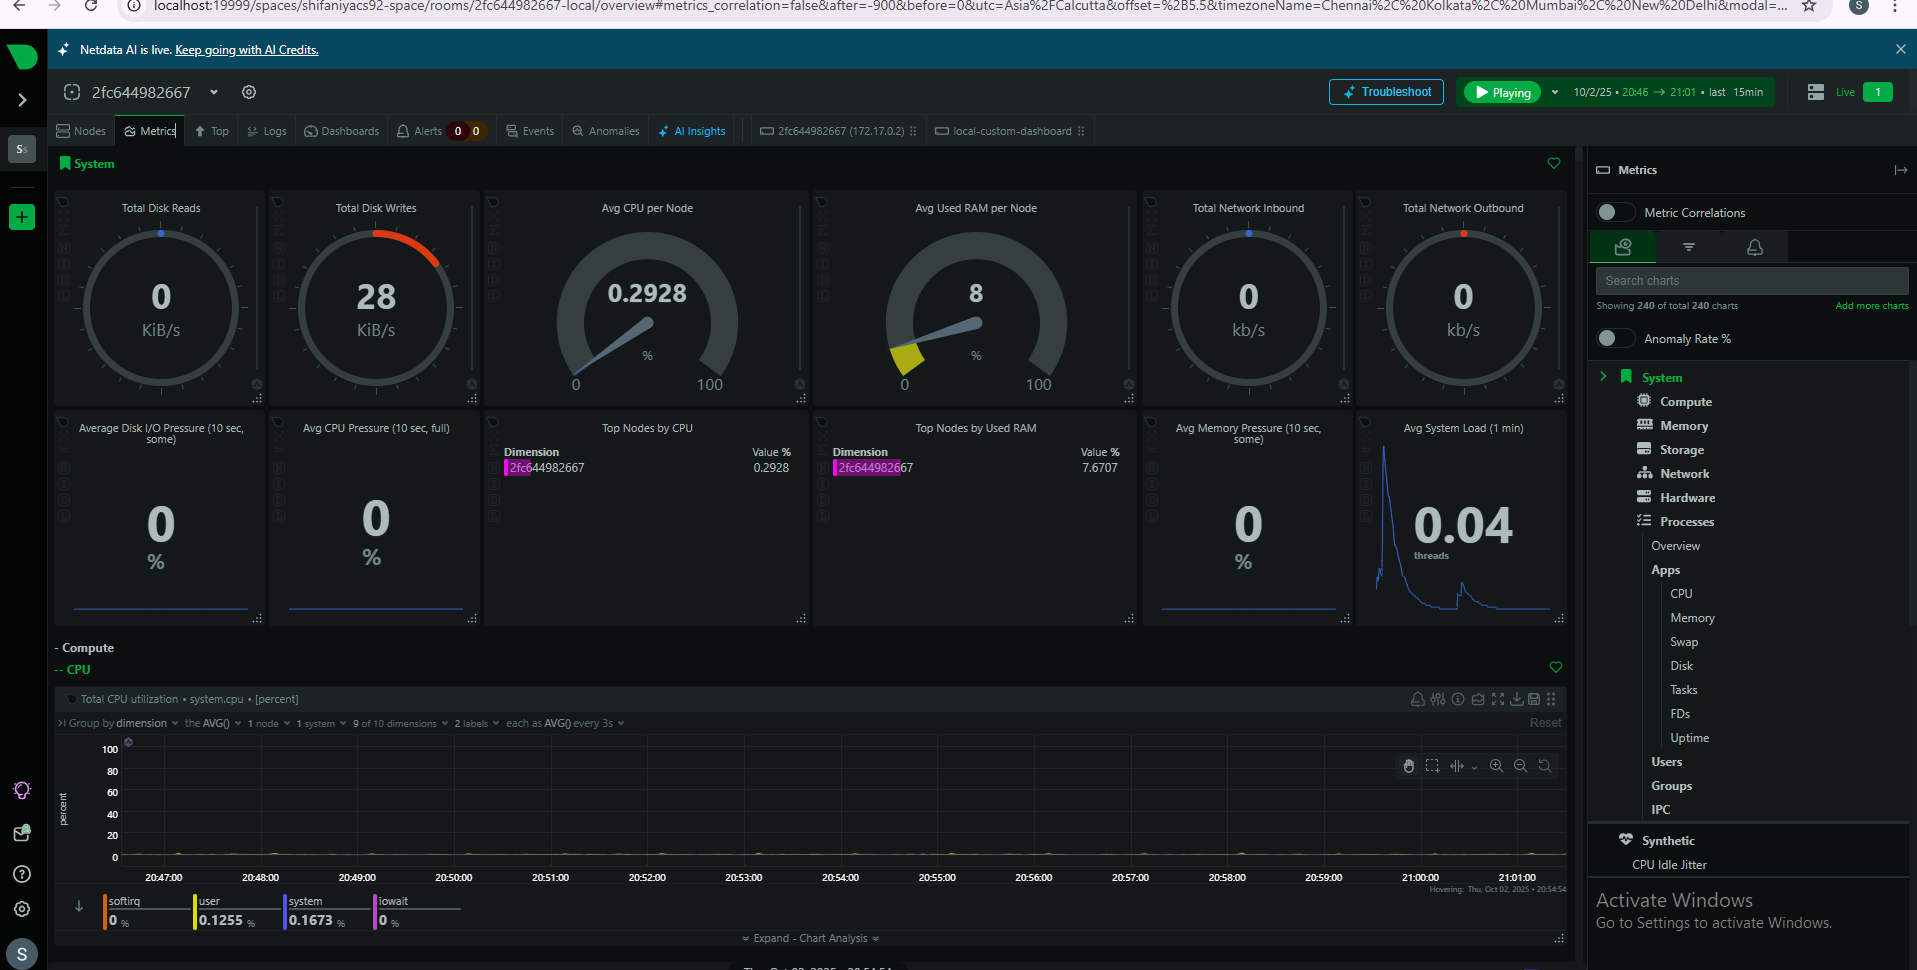 localhost:19999/spaces/shifaniyacs92-space/rooms/2fc644982667-local/overview#metrics_correlation=false&after=-900&before=0&utc=Asia%2FCalcutta&offset=%2B5.5&timezoneName=Chennai%2C%20Kolkata%2C%20Mumbai%2C%20New%20Delhi&modal=...
S
Netdata AI is live. Keep going with AI Credits.
2fc644982667
Troubleshoot
Playing
10/2/25 • 20:46 → 21:01 • last 15min
Live 1
Nodes
Metrics
Top
Logs
Dashboards
Alerts 0 0
Events
Anomalies
AI Insights
2fc644982667 (172.17.0.2)
local-custom-dashboard
Ss
System
Total Disk Reads
0
KiB/s
Total Disk Writes
28
KiB/s
Avg CPU per Node
0.2928
%
0 100
Avg Used RAM per Node
8
%
0 100
Total Network Inbound
0
kb/s
Total Network Outbound
0
kb/s
Average Disk I/O Pressure (10 sec,
some)
0
%
Avg CPU Pressure (10 sec, full)
0
%
Top Nodes by CPU
Dimension Value %
2fc644982667 0.2928
Top Nodes by Used RAM
Dimension Value %
2fc644982667 7.6707
Avg Memory Pressure (10 sec,
some)
0
%
Avg System Load (1 min)
0.04
threads
- Compute
-- CPU
Total CPU utilization • system.cpu • [percent]
Group by dimension the AVG() 1 node 1 system 9 of 10 dimensions 2 labels each as AVG() every 3s
Reset
percent
100
80
60
40
20
0
20:47:00 20:48:00 20:49:00 20:50:00 20:51:00 20:52:00 20:53:00 20:54:00 20:55:00 20:56:00 20:57:00 20:58:00 20:59:00 21:00:00 21:01:00
Hovering: Thu, Oct 02, 2025 • 20:54:54
softirq user system iowait
0 % 0.1255 % 0.1673 % 0 %
Expand - Chart Analysis
S
Metrics
Metric Correlations
Search charts
Showing 240 of total 240 charts
Add more charts
Anomaly Rate %
System
Compute
Memory
Storage
Network
Hardware
Processes
Overview
Apps
CPU
Memory
Swap
Disk
Tasks
FDs
Uptime
Users
Groups
IPC
Synthetic
CPU Idle Jitter
Activate Windows
Go to Settings to activate Windows.